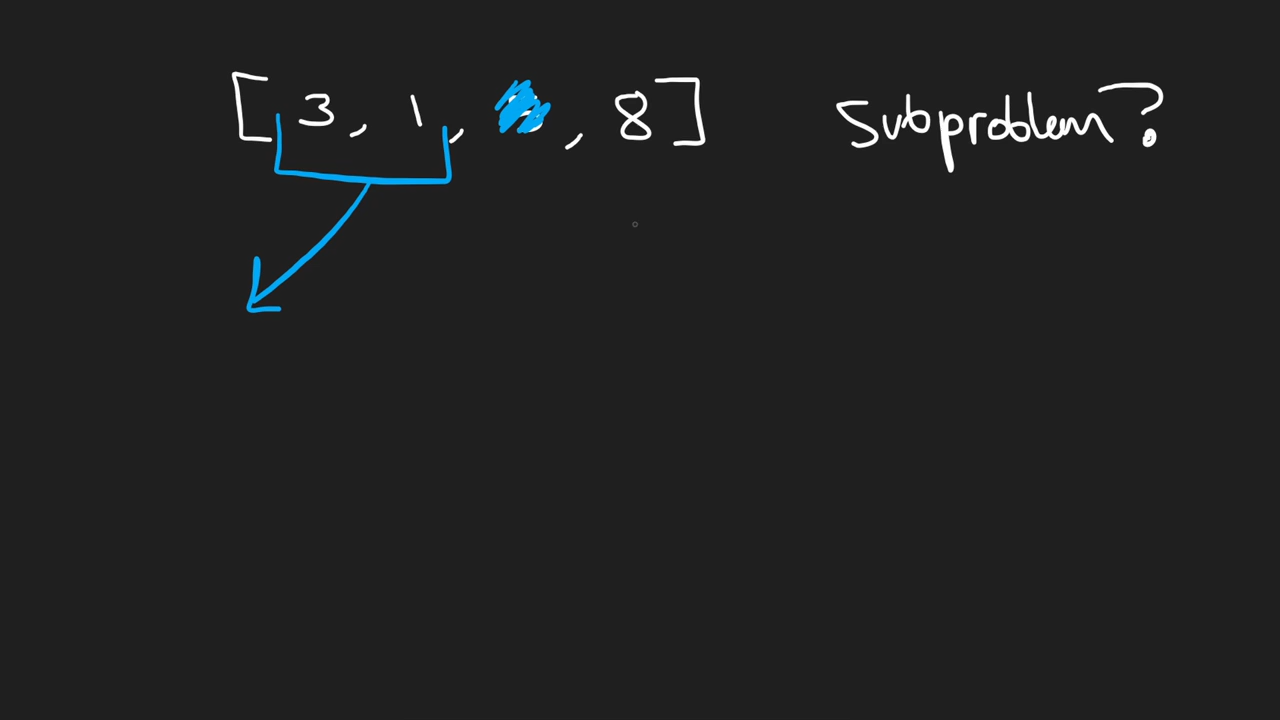 [3, 1, , 8] Subproblem?